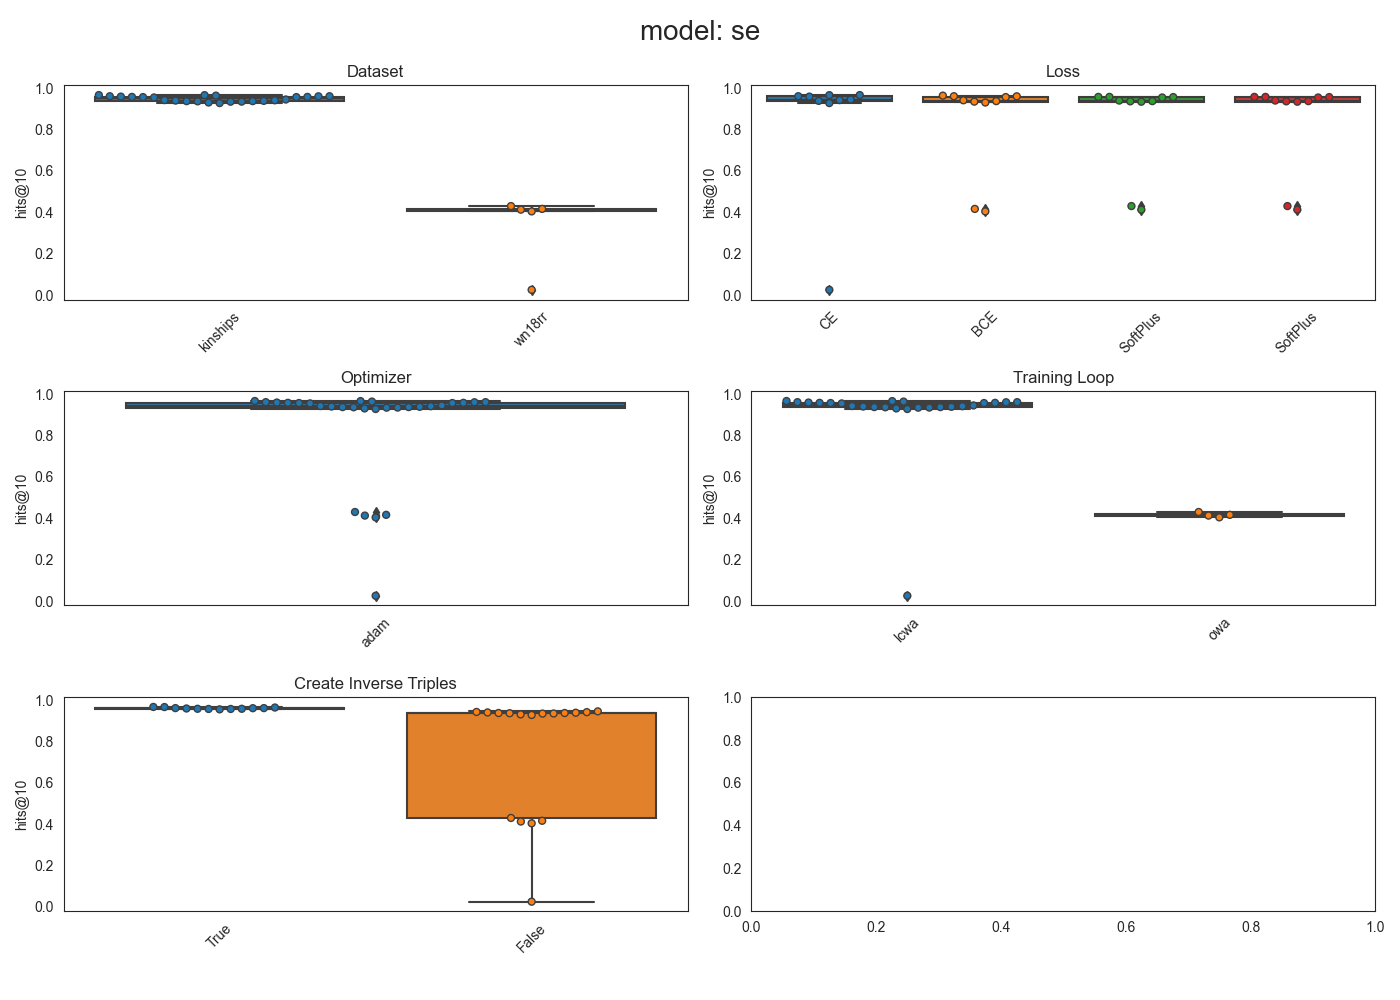 model: se
Dataset
1.0
0.8
0.6
0.4
0.2
0.0
hits@10
kinships
wn18rr
Loss
1.0
0.8
0.6
0.4
0.2
0.0
hits@10
CE
BCE
SoftPlus
SoftPlus
Optimizer
1.0
0.8
0.6
0.4
0.2
0.0
hits@10
adam
Training Loop
1.0
0.8
0.6
0.4
0.2
0.0
hits@10
lcwa
owa
Create Inverse Triples
1.0
0.8
0.6
0.4
0.2
0.0
hits@10
True
False
1.0
0.8
0.6
0.4
0.2
0.0
0.0 0.2 0.4 0.6 0.8 1.0